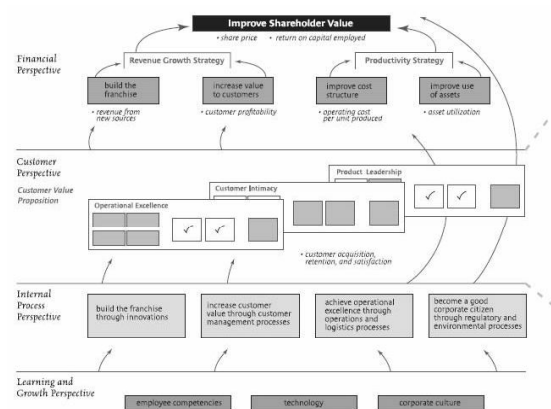 Improve Shareholder Value
• share price • return on capital employed
Financial
Perspective
Revenue Growth Strategy
Productivity Strategy
build the
franchise
increase value
to customers
improve cost
structure
improve use
of assets
• revenue from
new sources
• customer profitability
• operating cost
per unit produced
• asset utilization
Customer
Perspective
Customer Value
Proposition
Product Leadership
Customer Intimacy
Operational Excellence
• customer acquisition,
retention, and satisfaction
Internal
Process
Perspective
build the franchise
through innovations
increase customer
value through customer
management processes
achieve operational
excellence through
operations and
logistics processes
become a good
corporate citizen
through regulatory and
environmental processes
Learning and
Growth Perspective
employee competencies
technology
corporate culture